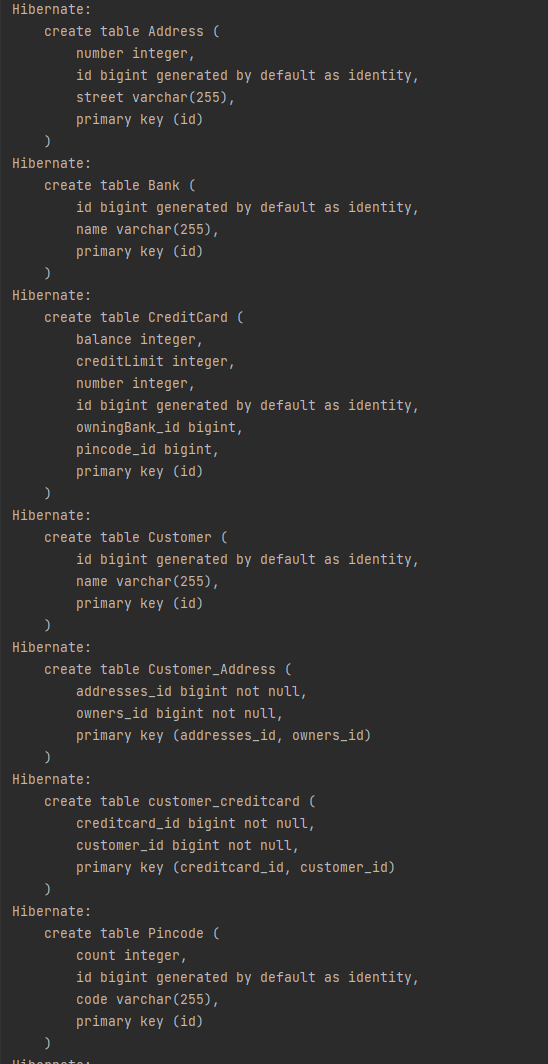 Hibernate:
    create table Address (
        number integer,
        id bigint generated by default as identity,
        street varchar(255),
        primary key (id)
    )
Hibernate:
    create table Bank (
        id bigint generated by default as identity,
        name varchar(255),
        primary key (id)
    )
Hibernate:
    create table CreditCard (
        balance integer,
        creditLimit integer,
        number integer,
        id bigint generated by default as identity,
        owningBank_id bigint,
        pincode_id bigint,
        primary key (id)
    )
Hibernate:
    create table Customer (
        id bigint generated by default as identity,
        name varchar(255),
        primary key (id)
    )
Hibernate:
    create table Customer_Address (
        addresses_id bigint not null,
        owners_id bigint not null,
        primary key (addresses_id, owners_id)
    )
Hibernate:
    create table customer_creditcard (
        creditcard_id bigint not null,
        customer_id bigint not null,
        primary key (creditcard_id, customer_id)
    )
Hibernate:
    create table Pincode (
        count integer,
        id bigint generated by default as identity,
        code varchar(255),
        primary key (id)
    )
Hibernate: